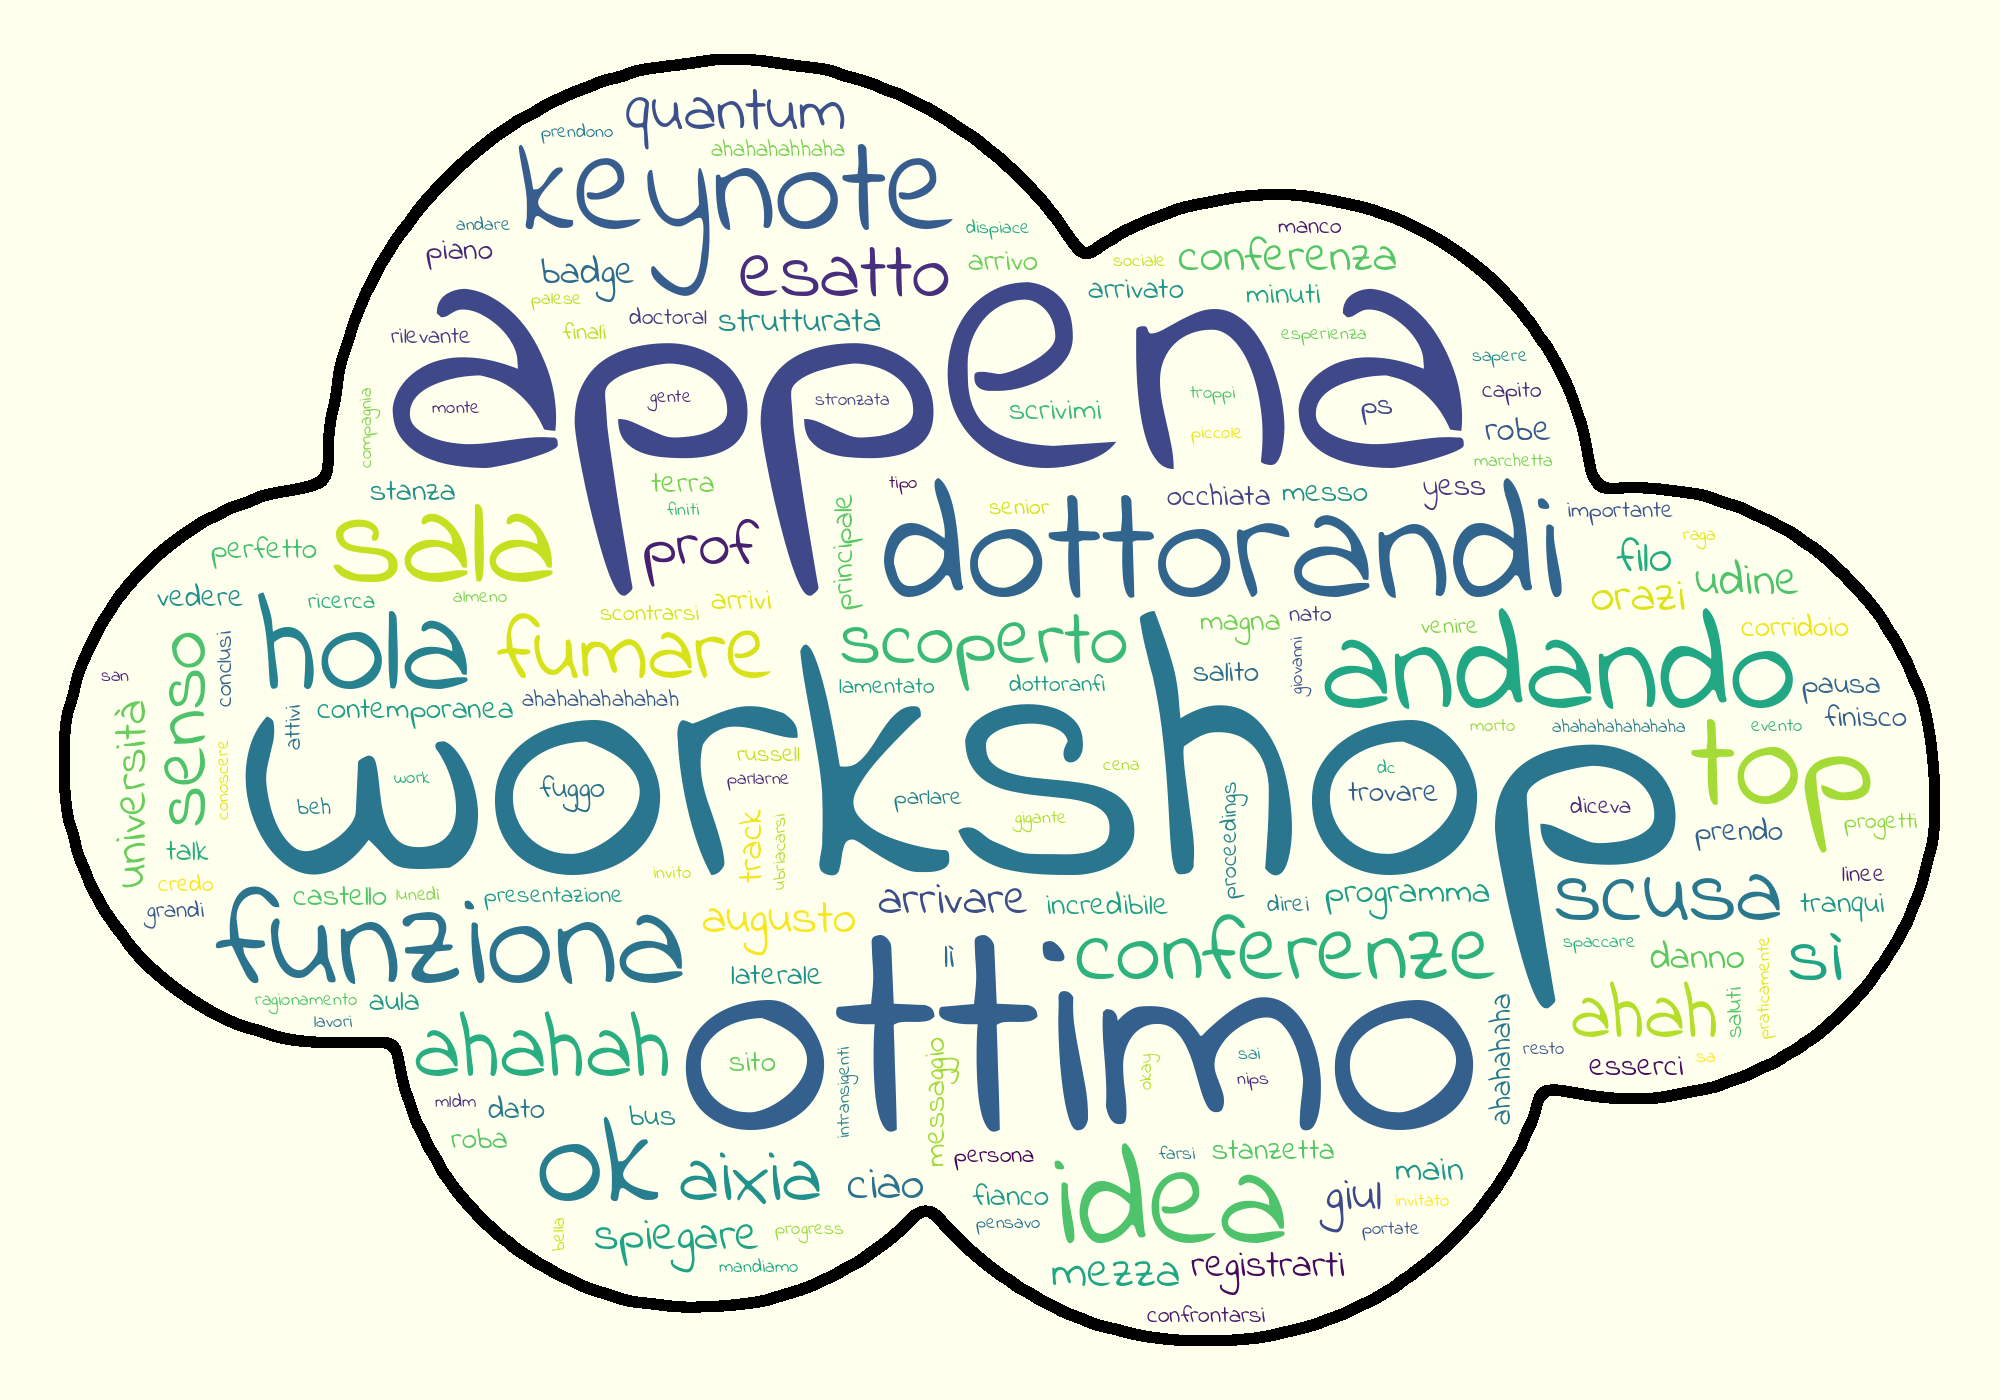 quantum
prendono
ahahahahhaha
keynote
andare
dispiace
manco
piano
badge
esatto
arrivo
sociale
conferenza
palese
arrivato
minuti
rilevante
finali
doctoral
strutturata
esperienza
appena
sapere
compagnia
monte
gente
stronzata
scrivimi
troppi
piccole
ps
capito
robe
marchetta
stanza
terra
finiti
tipo
principale
senior
occhiata
messo
yess
importante
perfetto
sala
prof
dottorandi
filo
raga
udine
vedere
ricerca
almeno
scontrarsi
arrivi
orazi
magna
nato
giovanni
venire
corridoio
san
senso
conclusi
hola
fumare
scoperto
salito
andando
pausa
finisco
università
conoscere
attivi
contemporanea
ahahahahahahah
lamentato
dottoranfi
morto
ahahahahahahaha
evento
workshop
top
beh
work
fuggo
russell
parlarne
track
ubriacarsi
parlare
gigante
cena
proceedings
dc
trovare
diceva
prendo
progetti
talk
credo
grandi
castello
lunedì
presentazione
invito
augusto
arrivare
incredibile
direi
programma
scusa
linee
tranqui
funziona
laterale
lì
conferenze
spaccare
danno
praticamente
sì
ragionamento
aula
lavori
ahahah
ottimo
ahahahaha
ahah
saluti
resto
esserci
sa
sito
intransigenti
messaggio
okay
sai
nips
mldm
dato
bus
roba
ok
aixia
ciao
persona
fianco
pensavo
idea
farsi
stanzetta
giul
main
invitato
portate
bella
spiegare
progress
mandiamo
mezza
registrarti
confrontarsi